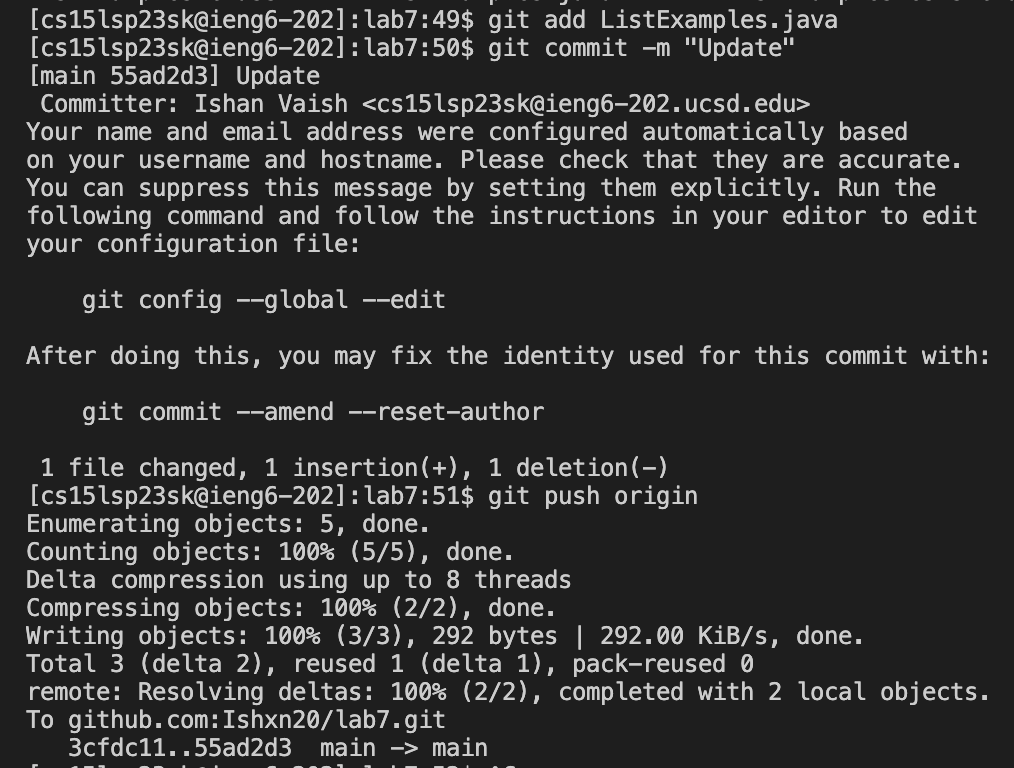 [cs15lsp23sk@ieng6-202]:lab7:49$ git add ListExamples.java
[cs15lsp23sk@ieng6-202]:lab7:50$ git commit -m "Update"
[main 55ad2d3] Update
 Committer: Ishan Vaish <cs15lsp23sk@ieng6-202.ucsd.edu>
Your name and email address were configured automatically based
on your username and hostname. Please check that they are accurate.
You can suppress this message by setting them explicitly. Run the
following command and follow the instructions in your editor to edit
your configuration file:

    git config --global --edit

After doing this, you may fix the identity used for this commit with:

    git commit --amend --reset-author

 1 file changed, 1 insertion(+), 1 deletion(-)
[cs15lsp23sk@ieng6-202]:lab7:51$ git push origin
Enumerating objects: 5, done.
Counting objects: 100% (5/5), done.
Delta compression using up to 8 threads
Compressing objects: 100% (2/2), done.
Writing objects: 100% (3/3), 292 bytes | 292.00 KiB/s, done.
Total 3 (delta 2), reused 1 (delta 1), pack-reused 0
remote: Resolving deltas: 100% (2/2), completed with 2 local objects.
To github.com:Ishxn20/lab7.git
   3cfdc11..55ad2d3  main -> main